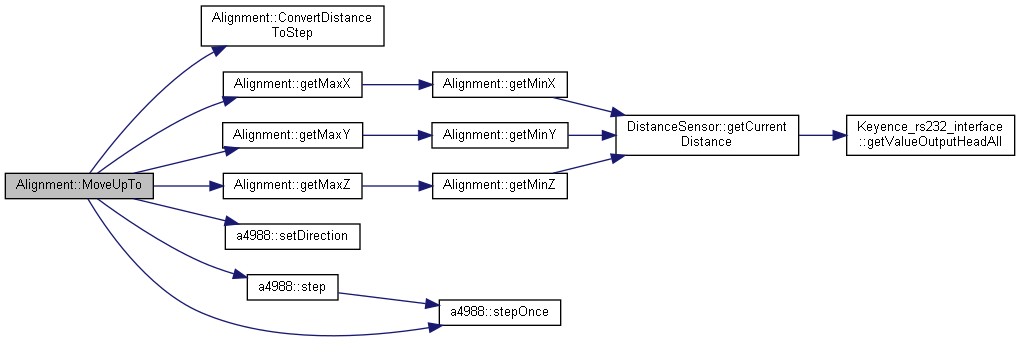 Alignment::ConvertDistance
ToStep
Alignment::getMaxX
Alignment::getMinX
Alignment::getMaxY
Alignment::getMinY
DistanceSensor::getCurrent
Distance
Keyence_rs232_interface
::getValueOutputHeadAll
Alignment::MoveUpTo
Alignment::getMaxZ
Alignment::getMinZ
a4988::setDirection
a4988::step
a4988::stepOnce